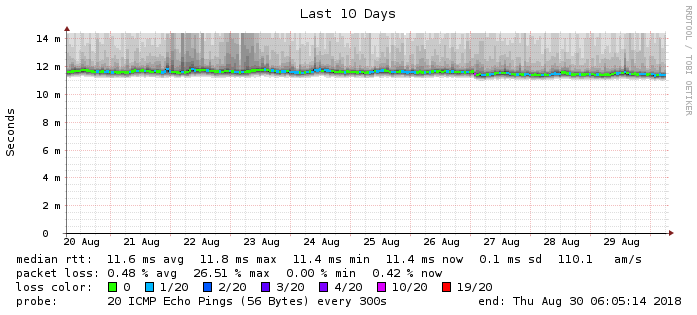 Last 10 Days
RRDTOOL / TOBI OETIKER
Seconds
14 m
12 m
10 m
8 m
6 m
4 m
2 m
0
20 Aug 21 Aug 22 Aug 23 Aug 24 Aug 25 Aug 26 Aug 27 Aug 28 Aug 29 Aug
median rtt: 11.6 ms avg 11.8 ms max 11.4 ms min 11.4 ms now 0.1 ms sd 110.1 am/s
packet loss: 0.48 % avg 26.51 % max 0.00 % min 0.42 % now
loss color: 0 1/20 2/20 3/20 4/20 10/20 19/20
probe: 20 ICMP Echo Pings (56 Bytes) every 300s end: Thu Aug 30 06:05:14 2018